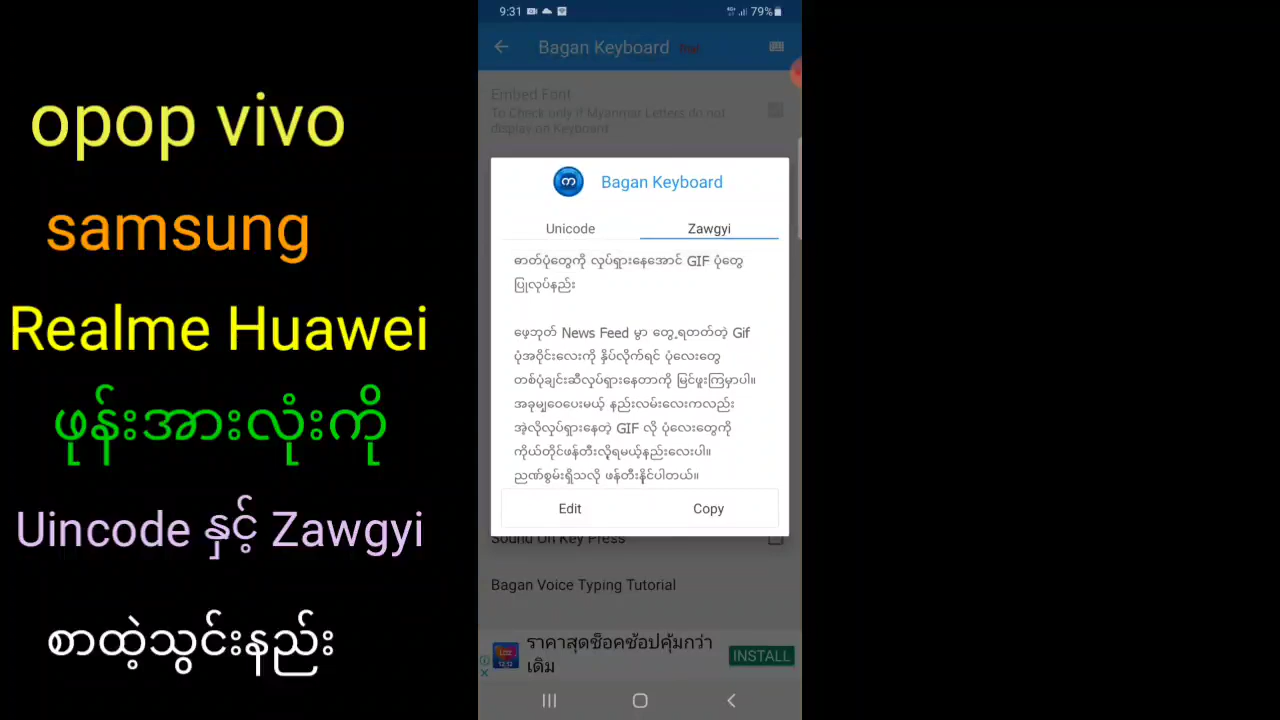 opop vivo
samsung
Realme Huawei
ဖုန်းအားလုံးကို
Uincode နှင့် Zawgyi
စာထဲ့သွင်းနည်း
9:31
79%
Bagan Keyboard
Embed Font
To Check only if Myanmar Letters do not
display on Keyboard
Bagan Keyboard
Unicode
Zawgyi
ဓာတ်ပုံတွေကို လှုပ်ရှားနေအောင် GIF ပုံတွေ
ပြုလုပ်နည်း
ဖေ့ဘုတ် News Feed မှာ တွေ့ရတတ်တဲ့ Gif
ပုံအဝိုင်းလေးကို နှိပ်လိုက်ရင် ပုံလေးတွေ
တစ်ပုံချင်းဆီလှုပ်ရှားနေတာကို မြင်ဖူးကြမှာပါ။
အခုမျှဝေပေးမယ့် နည်းလမ်းလေးကလည်း
အဲ့လိုလှုပ်ရှားနေတဲ့ GIF လို ပုံလေးတွေကို
ကိုယ်တိုင်ဖန်တီးလို့ရမယ့်နည်းလေးပါ။
ညဏ်စွမ်းရှိသလို ဖန်တီးနိုင်ပါတယ်။
Edit
Copy
Sound On Key Press
Bagan Voice Typing Tutorial
ราคาสุดช็อคช้อปคุ้มกว่า
เดิม
INSTALL
12.12